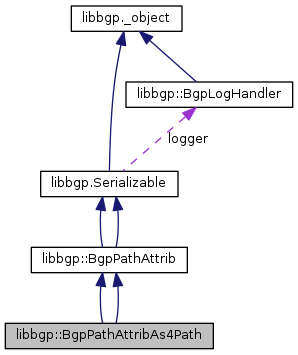 libbgp._object
libbgp::BgpLogHandler
logger
libbgp.Serializable
libbgp::BgpPathAttrib
libbgp::BgpPathAttribAs4Path